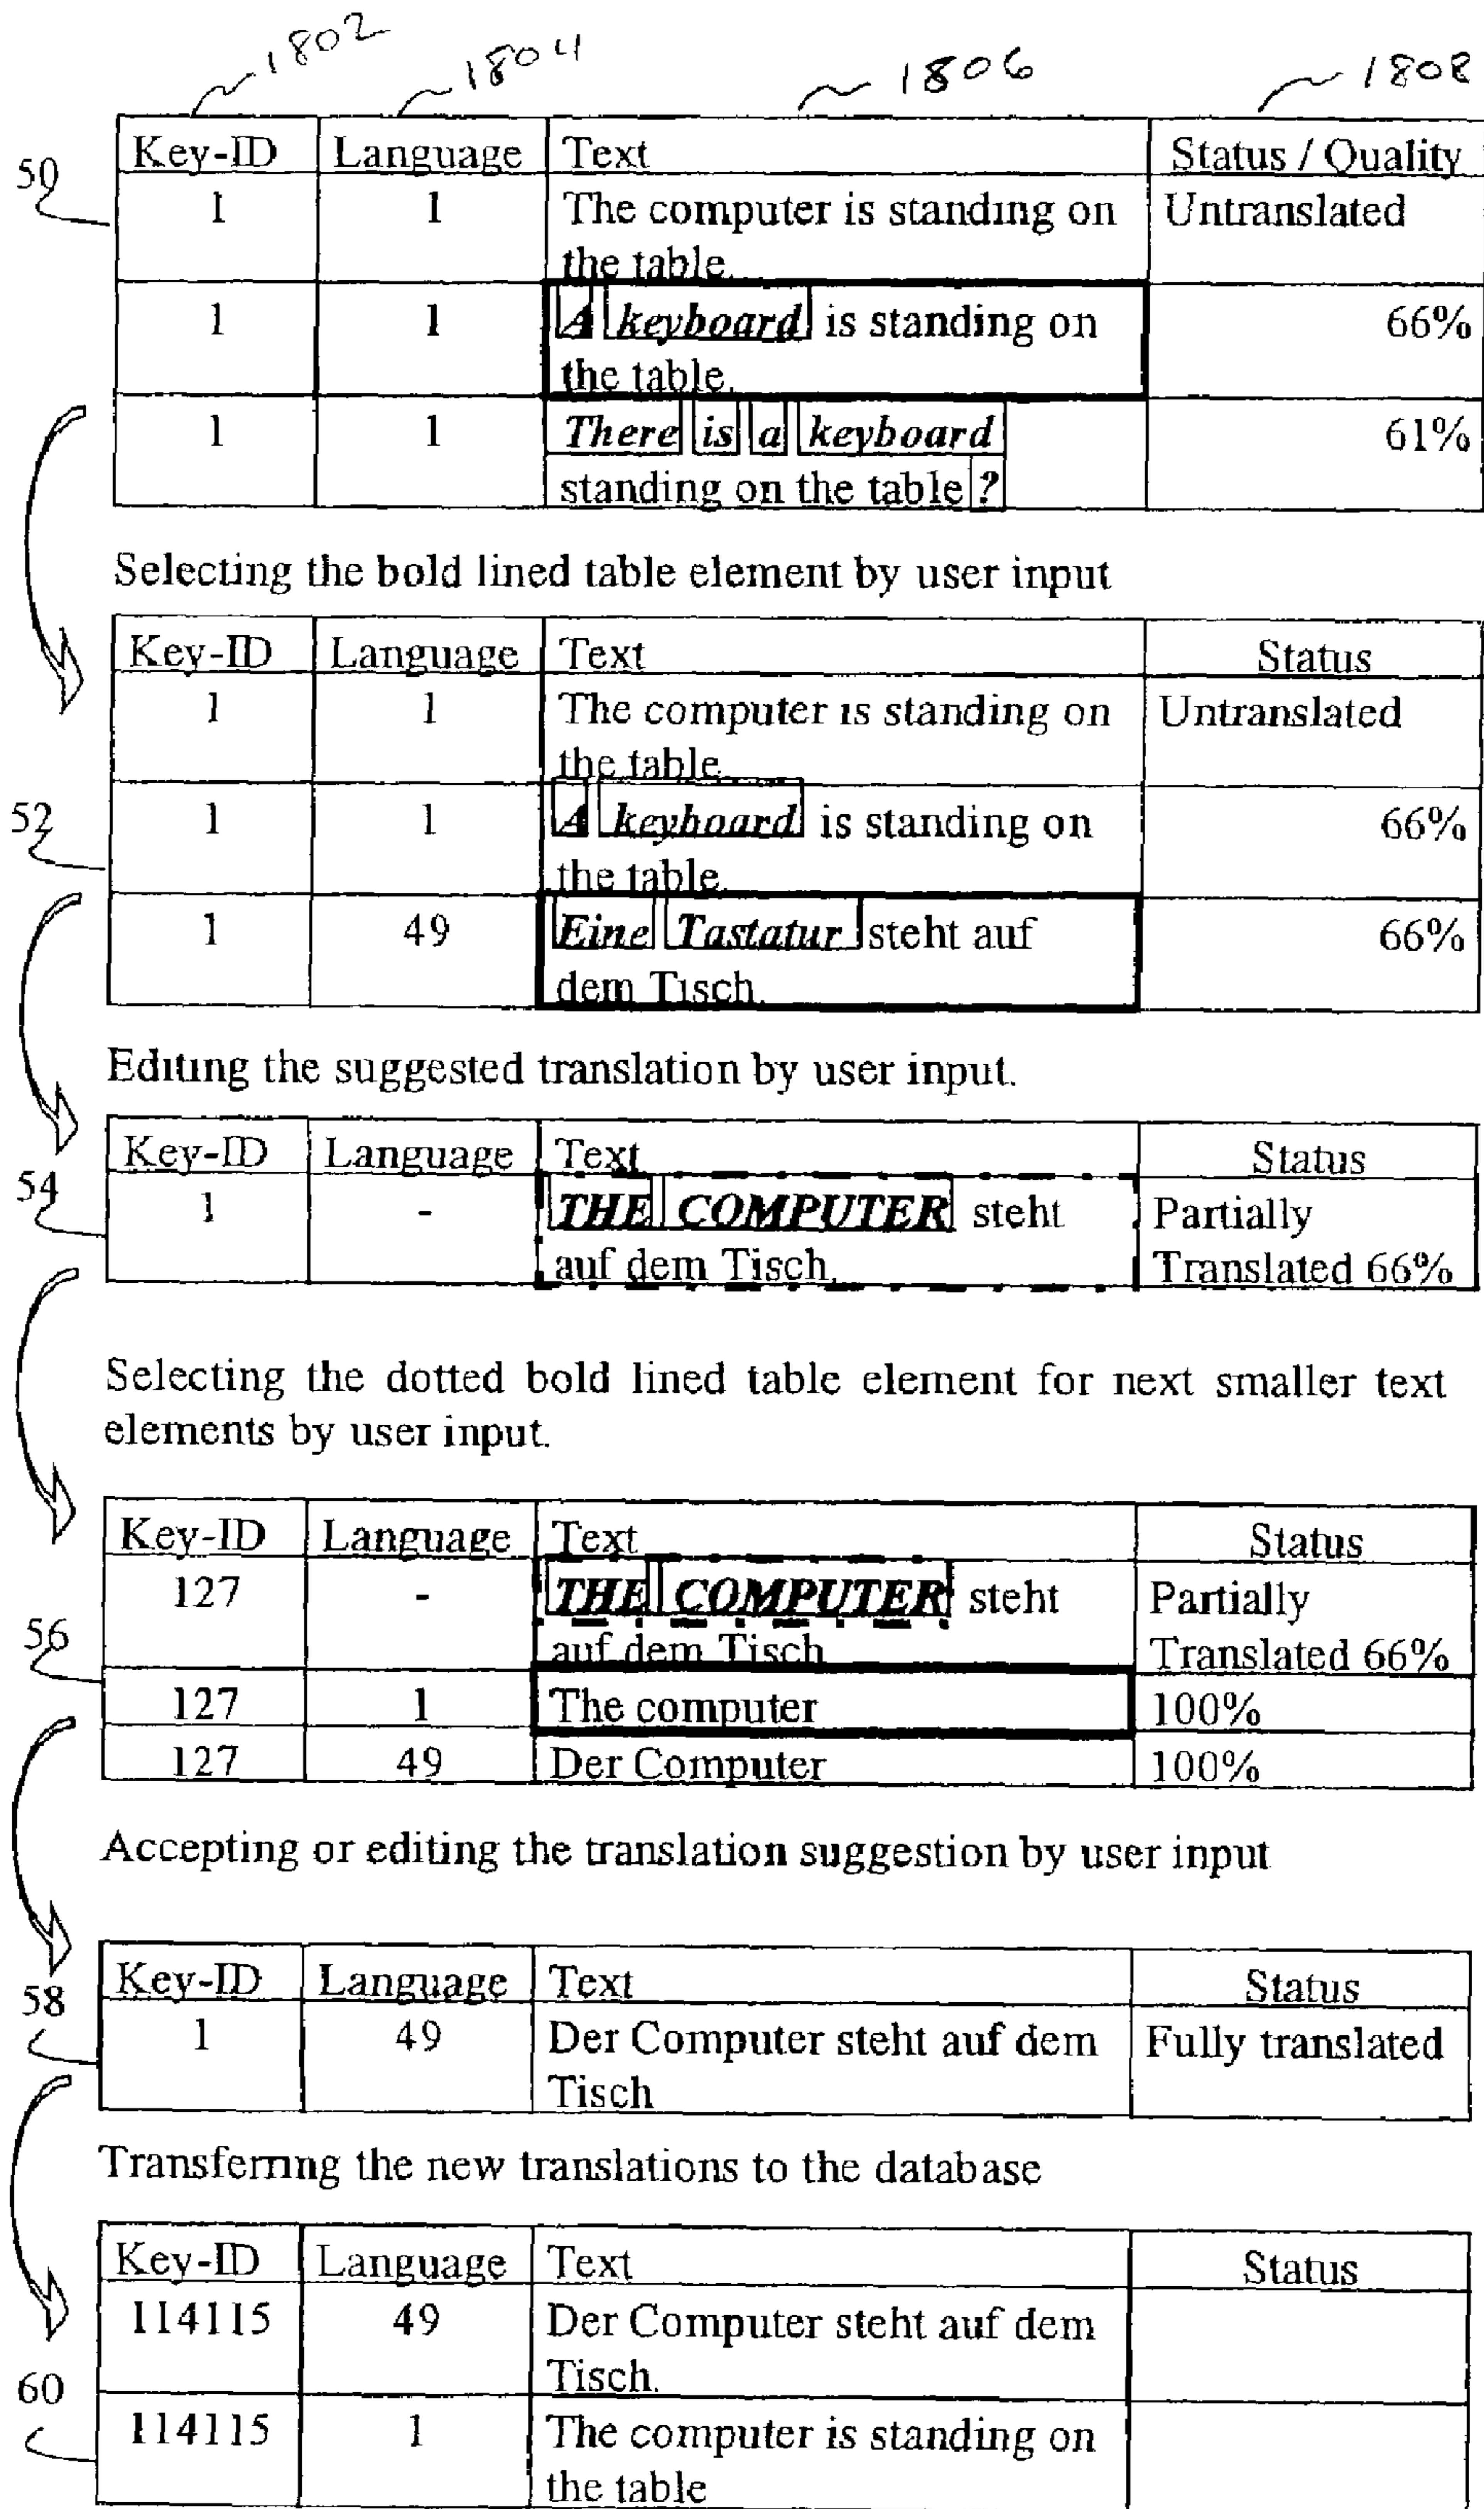 1802 1804 1806 1808
Key-ID Language Text Status / Quality
50
1 1 The computer is standing on Untranslated
the table.
1 1 A keyboard is standing on 66%
the table.
1 1 There is a keyboard 61%
standing on the table ?
Selecting the bold lined table element by user input
Key-ID Language Text Status
1 1 The computer is standing on Untranslated
the table.
52
1 1 A keyboard is standing on 66%
the table.
1 49 Eine Tastatur steht auf 66%
dem Tisch.
Editing the suggested translation by user input.
Key-ID Language Text Status
54
1 - THE COMPUTER steht Partially
auf dem Tisch. Translated 66%
Selecting the dotted bold lined table element for next smaller text
elements by user input.
Key-ID Language Text Status
127 - THE COMPUTER steht Partially
56
auf dem Tisch Translated 66%
127 1 The computer 100%
127 49 Der Computer 100%
Accepting or editing the translation suggestion by user input
Key-ID Language Text Status
58
1 49 Der Computer steht auf dem Fully translated
Tisch
Transferring the new translations to the database
Key-ID Language Text Status
114115 49 Der Computer steht auf dem
Tisch.
60
114115 1 The computer is standing on
the table